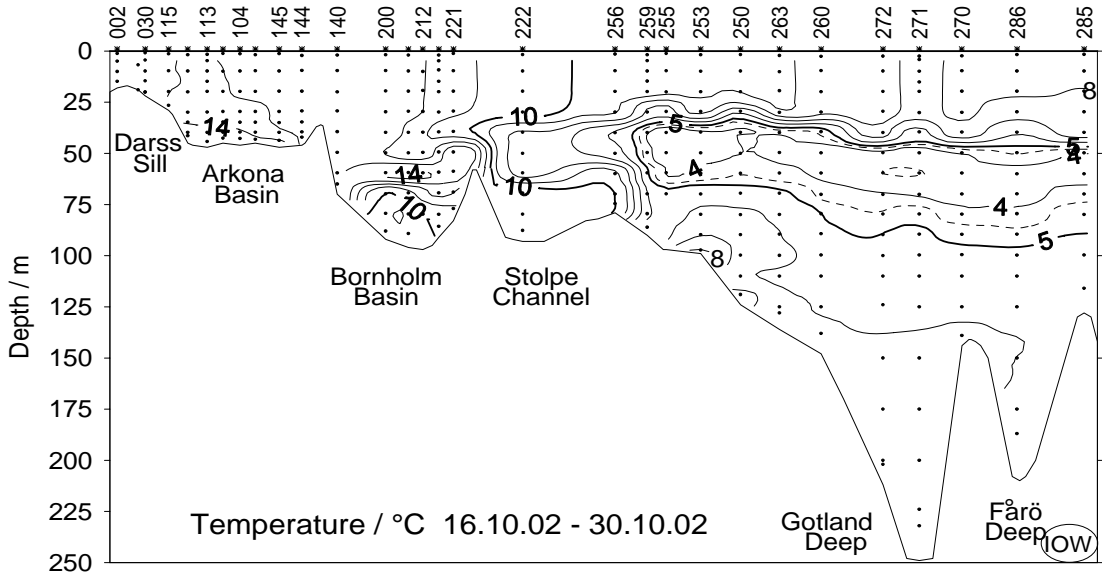 002 030 115 113 104 145 144 140 200 212 221 222 256 259 255 253 250 263 260 272 271 270 286 285
0
25
50
75
100
125
150
175
200
225
250
Depth / m
8
10
14
5
5
4
4
14
10
10
4
5
8
Darss
Sill
Arkona
Basin
Bornholm
Basin
Stolpe
Channel
Gotland
Deep
Fårö
Deep
IOW
Temperature / °C 16.10.02 - 30.10.02